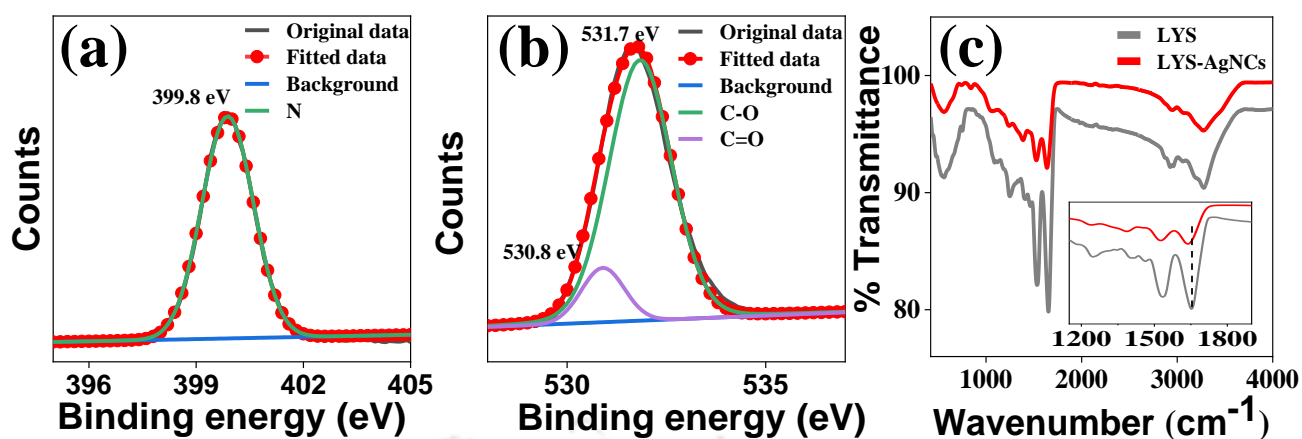 (a)
399.8 eV
Original data
Fitted data
Background
N
Counts
396
399
402
405
Binding energy (eV)
(b)
531.7 eV
530.8 eV
Original data
Fitted data
Background
C-O
C=O
Counts
530
535
Binding energy (eV)
(c)
LYS
LYS-AgNCs
% Transmittance
100
90
80
1200
1500
1800
1000
2000
3000
4000
Wavenumber (cm-1)